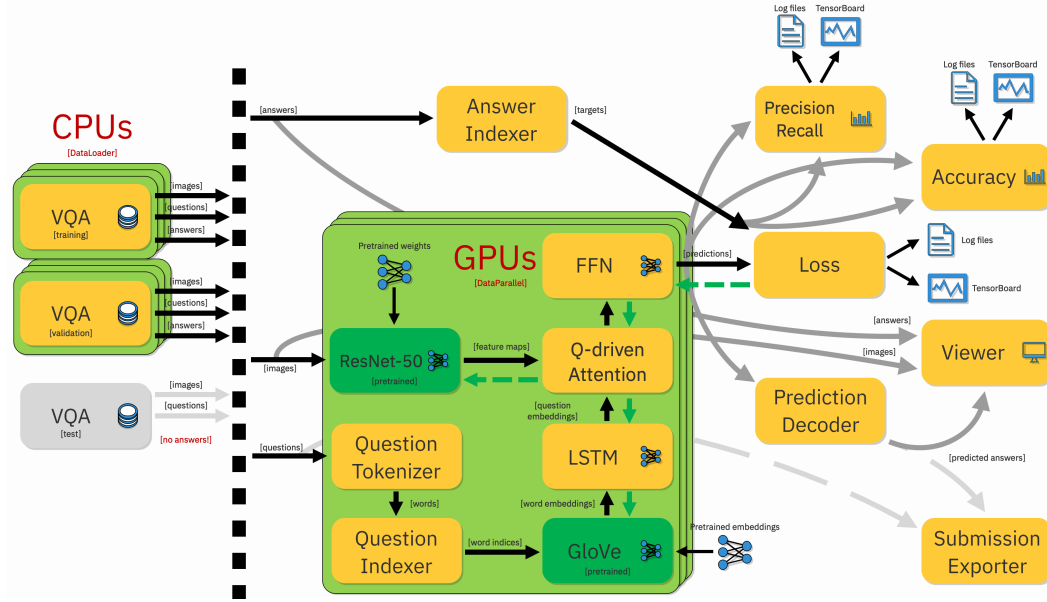 Log files
TensorBoard
Log files
TensorBoard
CPUs
[DataLoader]
[answers]
Answer
Indexer
[targets]
Precision
Recall
Accuracy
VQA
[training]
[images]
[questions]
[answers]
Pretrained weights
GPUs
[DataParallel]
FFN
[predictions]
Loss
Log files
TensorBoard
VQA
[validation]
[images]
[questions]
[answers]
[images]
ResNet-50
[pretrained]
[feature maps]
Q-driven
Attention
[answers]
[images]
Viewer
VQA
[test]
[images]
[questions]
[no answers!]
[question
embeddings]
Prediction
Decoder
[predicted answers]
[questions]
Question
Tokenizer
LSTM
[words]
[word embeddings]
Question
Indexer
[word indices]
GloVe
[pretrained]
Pretrained embeddings
Submission
Exporter